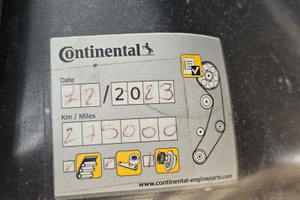 Continental
Date
12/2023
Km / Miles
275000
www.continental-engineparts.com